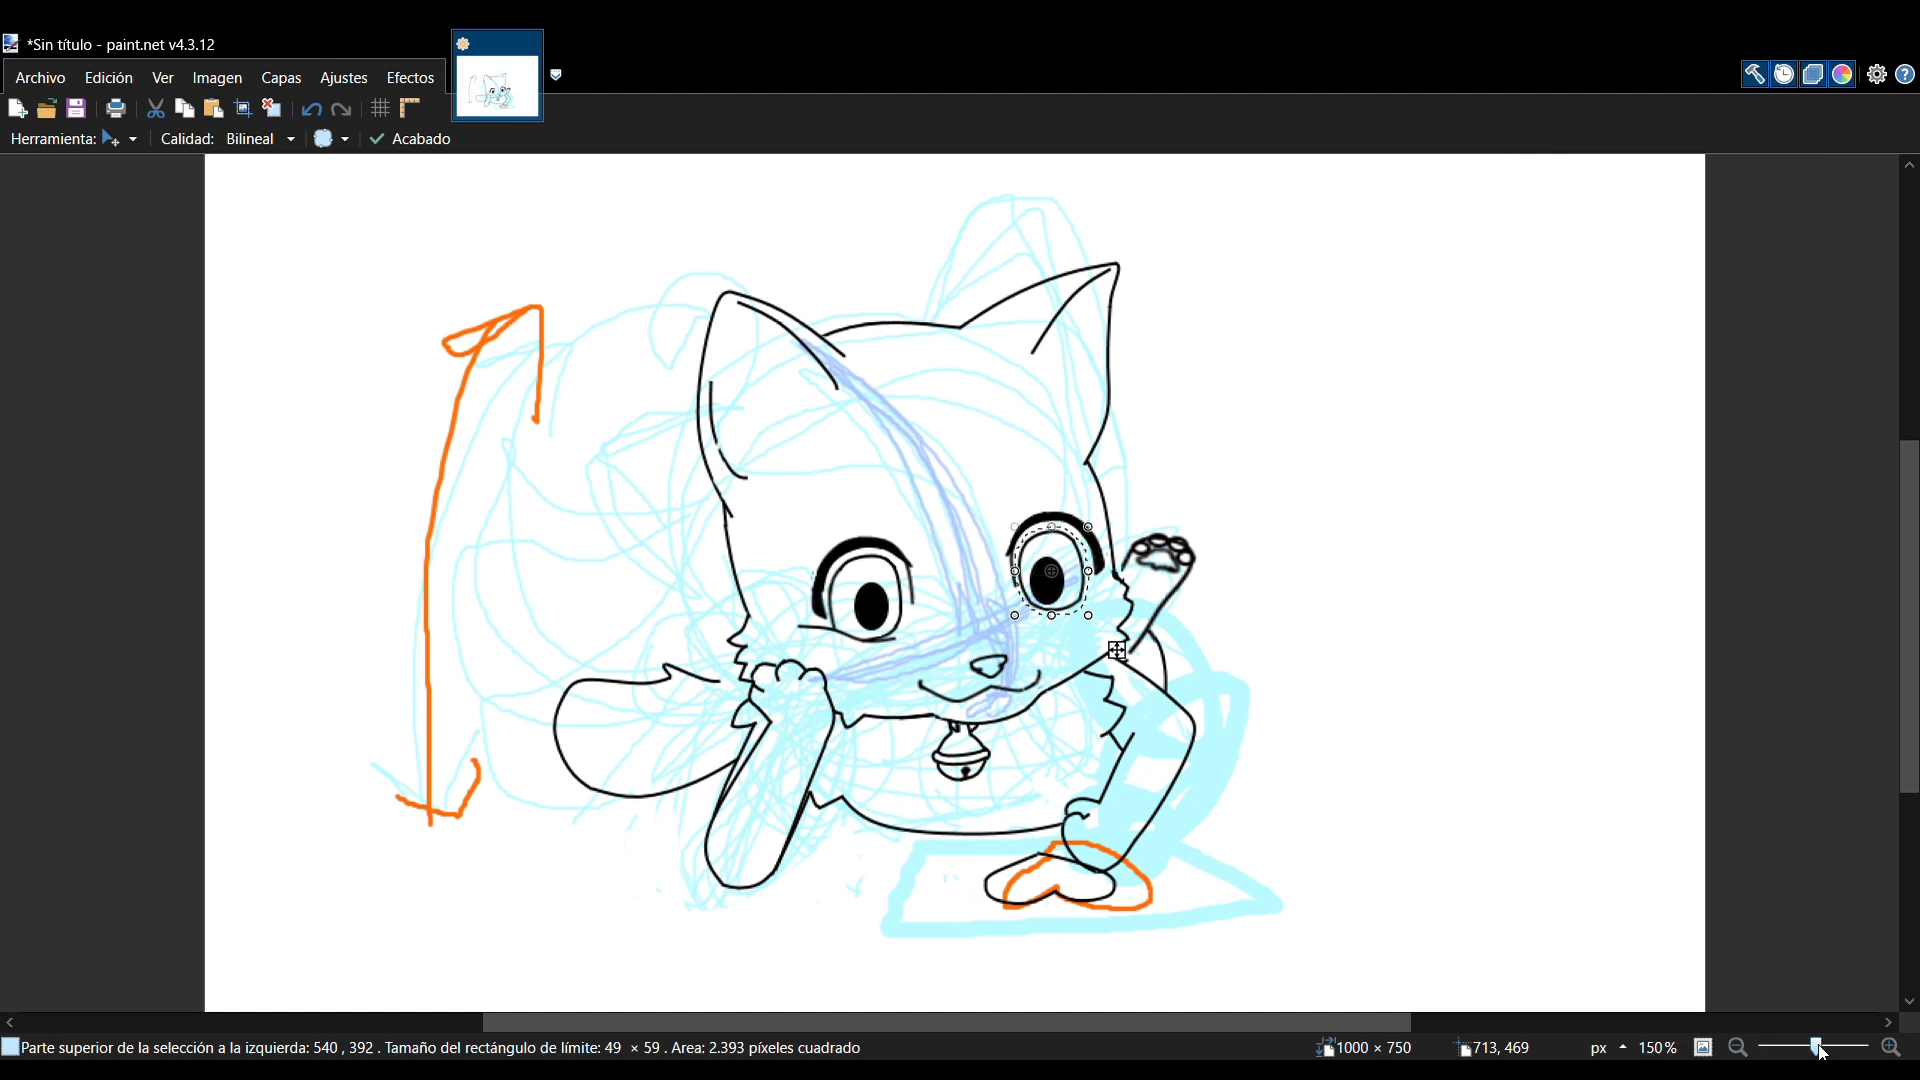 *Sin título - paint.net v4.3.12
Archivo Edición Ver Imagen Capas Ajustes Efectos
Herramienta: Calidad: Bilineal Acabado
Parte superior de la selección a la izquierda: 540 , 392 . Tamaño del rectángulo de límite: 49 × 59 . Area: 2.393 píxeles cuadrado 1000 × 750 713, 469 px 150%